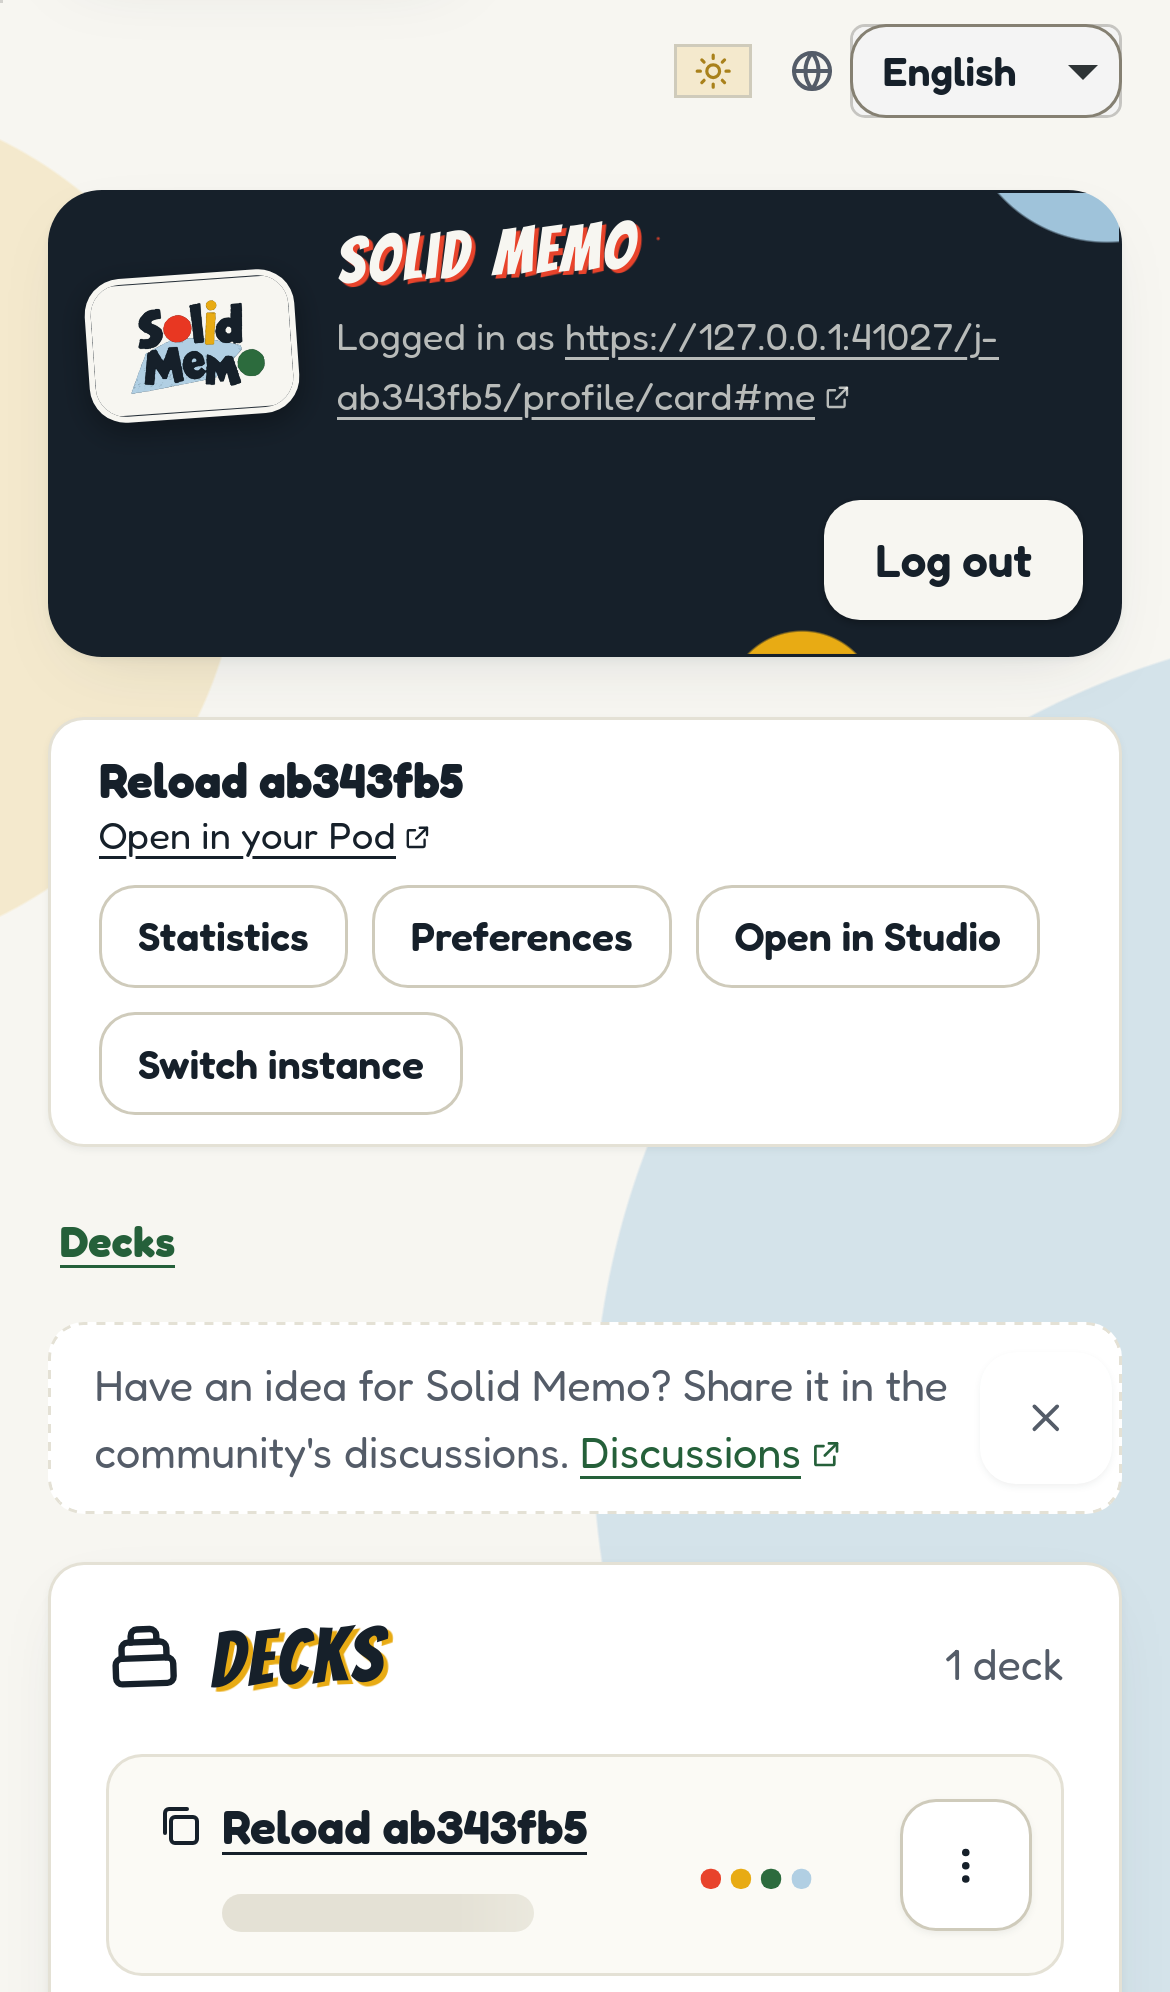 English
SOLID MEMO
Solid
Memo
Logged in as https://127.0.0.1:41027/j-
ab343fb5/profile/card#me
Log out
Reload ab343fb5
Open in your Pod
Statistics
Preferences
Open in Studio
Switch instance
Decks
Have an idea for Solid Memo? Share it in the
community's discussions. Discussions
DECKS
1 deck
Reload ab343fb5